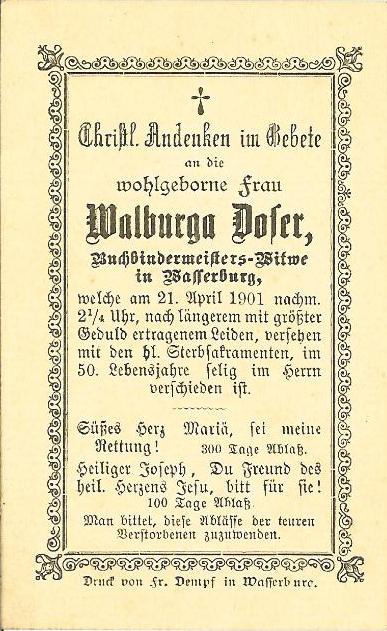 Christl. Andenken im Gebete
an die
wohlgeborne Frau
Walburga Doser,
Buchbindermeisters-Witwe
in Wasserburg,
welche am 21. April 1901 nachm.
2¼ Uhr, nach längerem mit größter
Geduld ertragenem Leiden, versehen
mit den hl. Sterbsakramenten, im
50. Lebensjahre selig im Herrn
verschieden ist.
Süßes Herz Mariä, sei meine
Rettung! 300 Tage Ablaß.
Heiliger Joseph, Du Freund des
heil. Herzens Jesu, bitt für sie!
100 Tage Ablaß
Man bittet, diese Ablässe der teuren
Verstorbenen zuzuwenden.
Druck von Fr. Dempf in Wasserburg.